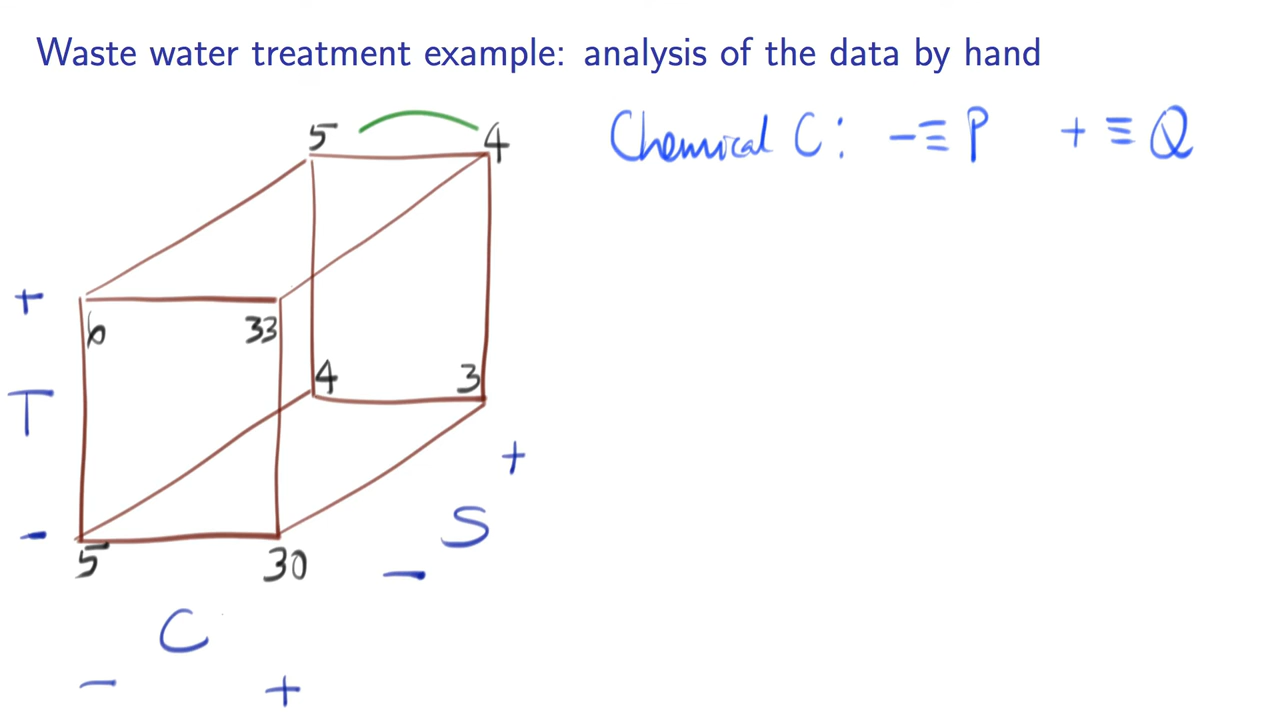 Waste water treatment example: analysis of the data by hand
Chemical C: - ≡ P + ≡ Q
5 4
+
6 33
4 3
T
+
S
-
5 30
-
C
- +